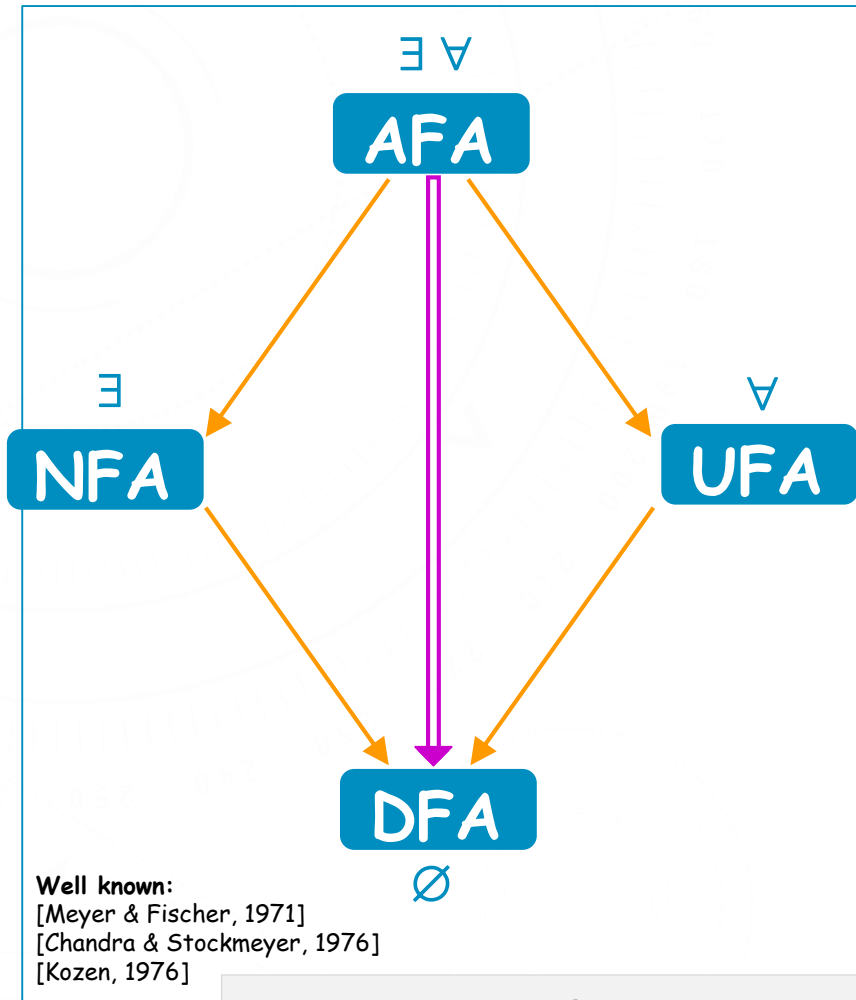 ∃ ∀
AFA
∃
∀
NFA
UFA
DFA
∅
Well known:
[Meyer & Fischer, 1971]
[Chandra & Stockmeyer, 1976]
[Kozen, 1976]